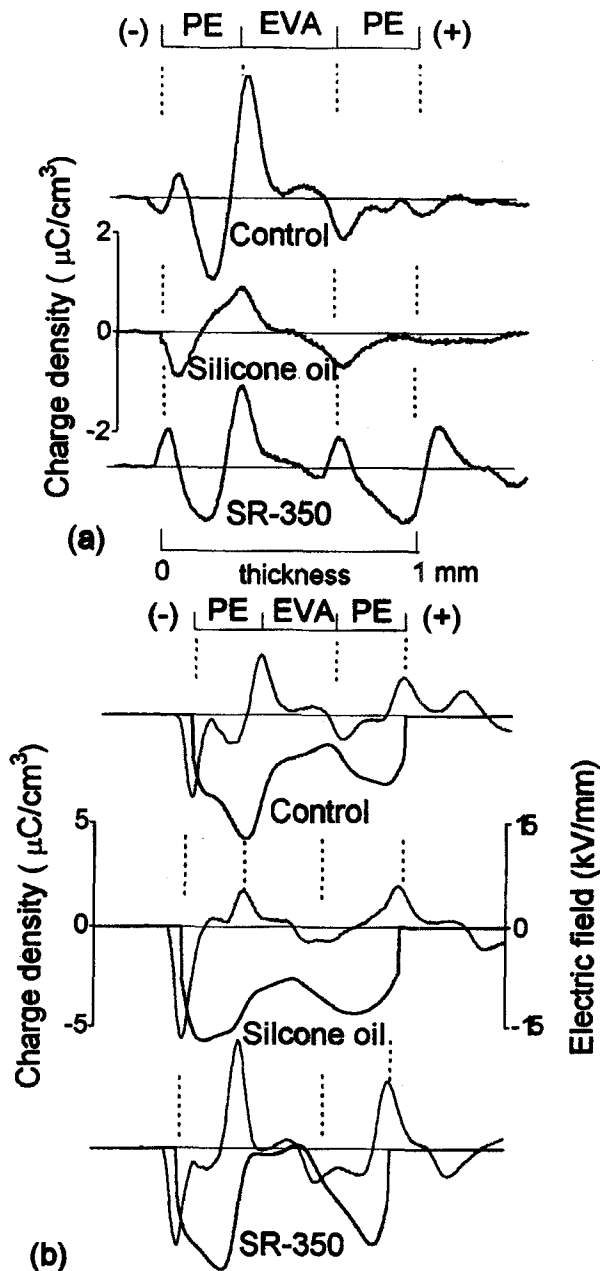 (-) PE EVA PE (+)
Charge density ( μC/cm³)
2
0
-2
Control
Silicone oil
SR-350
(a)
0 thickness 1 mm
(-) PE EVA PE (+)
Charge density ( μC/cm³)
Electric field (kV/mm)
Control
5 15
0 0
-5 -15
Silcone oil
SR-350
(b)